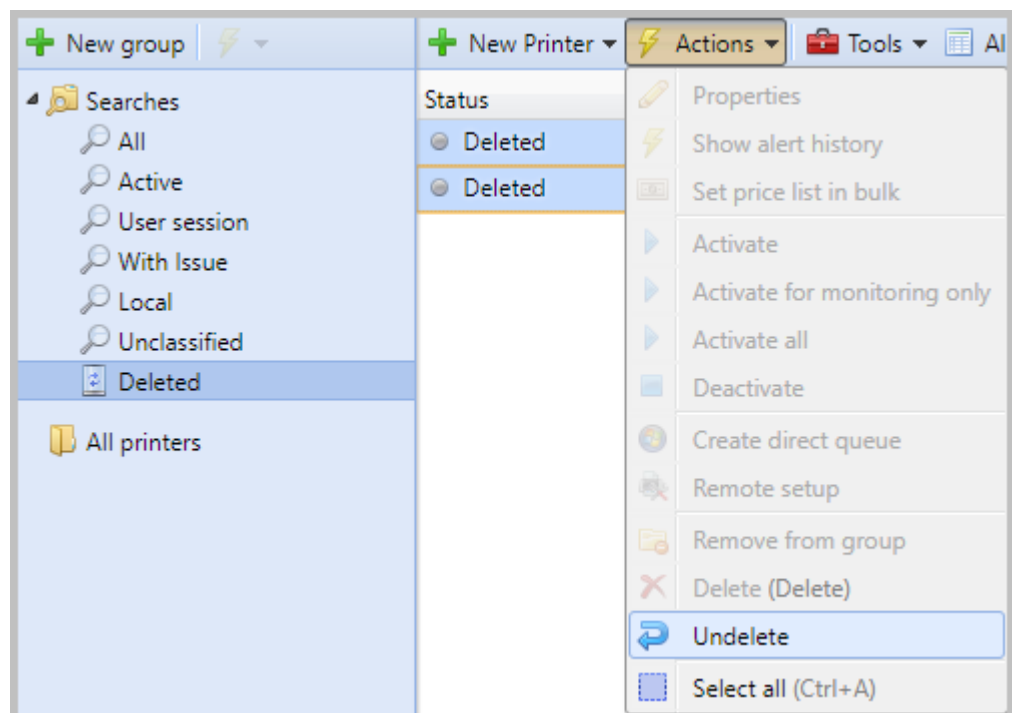 New group
New Printer
Actions
Tools
Searches
All
Active
User session
With Issue
Local
Unclassified
Deleted
All printers
Status
Deleted
Deleted
Properties
Show alert history
Set price list in bulk
Activate
Activate for monitoring only
Activate all
Deactivate
Create direct queue
Remote setup
Remove from group
Delete (Delete)
Undelete
Select all (Ctrl+A)